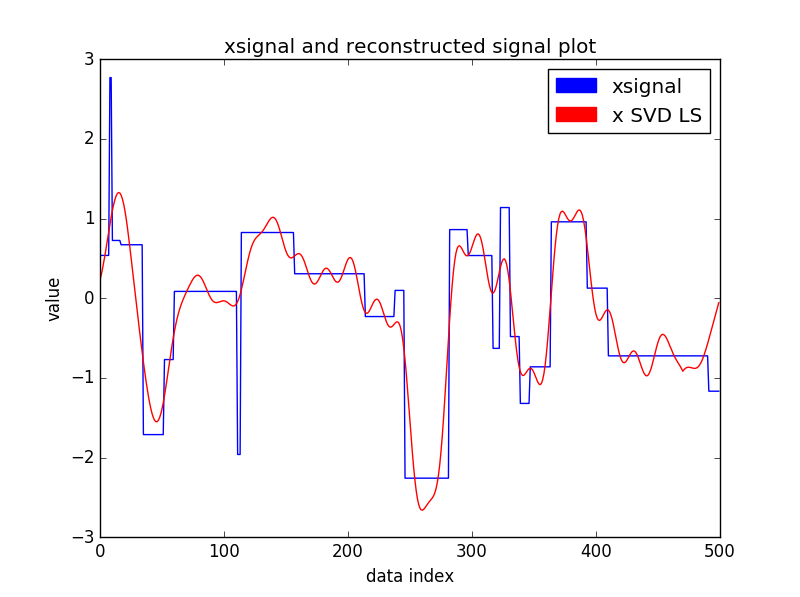 xsignal and reconstructed signal plot
xsignal
x SVD LS
value
3
2
1
0
−1
−2
−3
0 100 200 300 400 500
data index